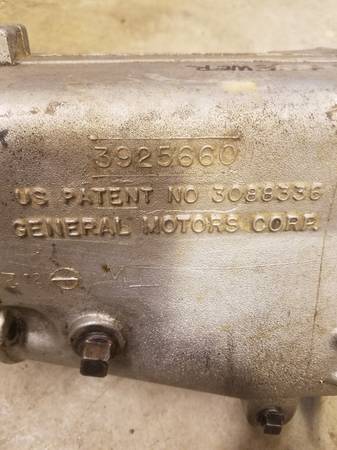 3925660
US PATENT NO 3088336
GENERAL MOTORS CORP.